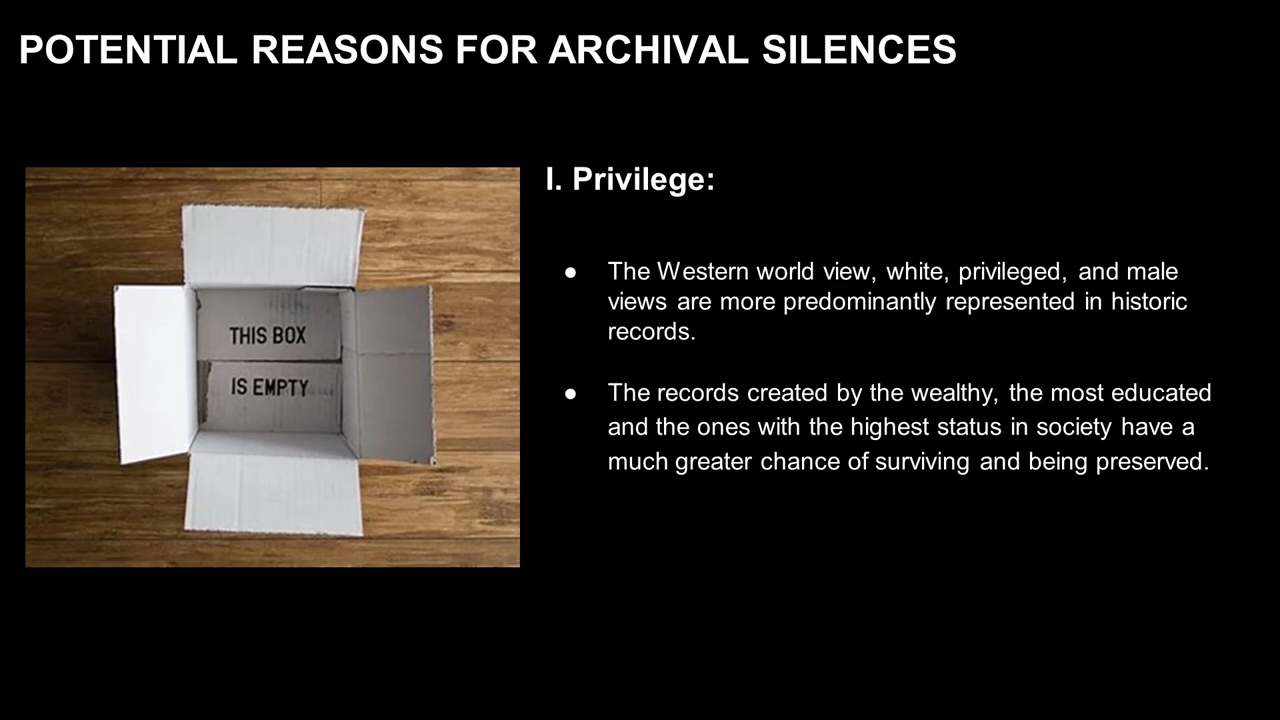 POTENTIAL REASONS FOR ARCHIVAL SILENCES
THIS BOX
IS EMPTY
I. Privilege:
● The Western world view, white, privileged, and male
views are more predominantly represented in historic
records.
● The records created by the wealthy, the most educated
and the ones with the highest status in society have a
much greater chance of surviving and being preserved.